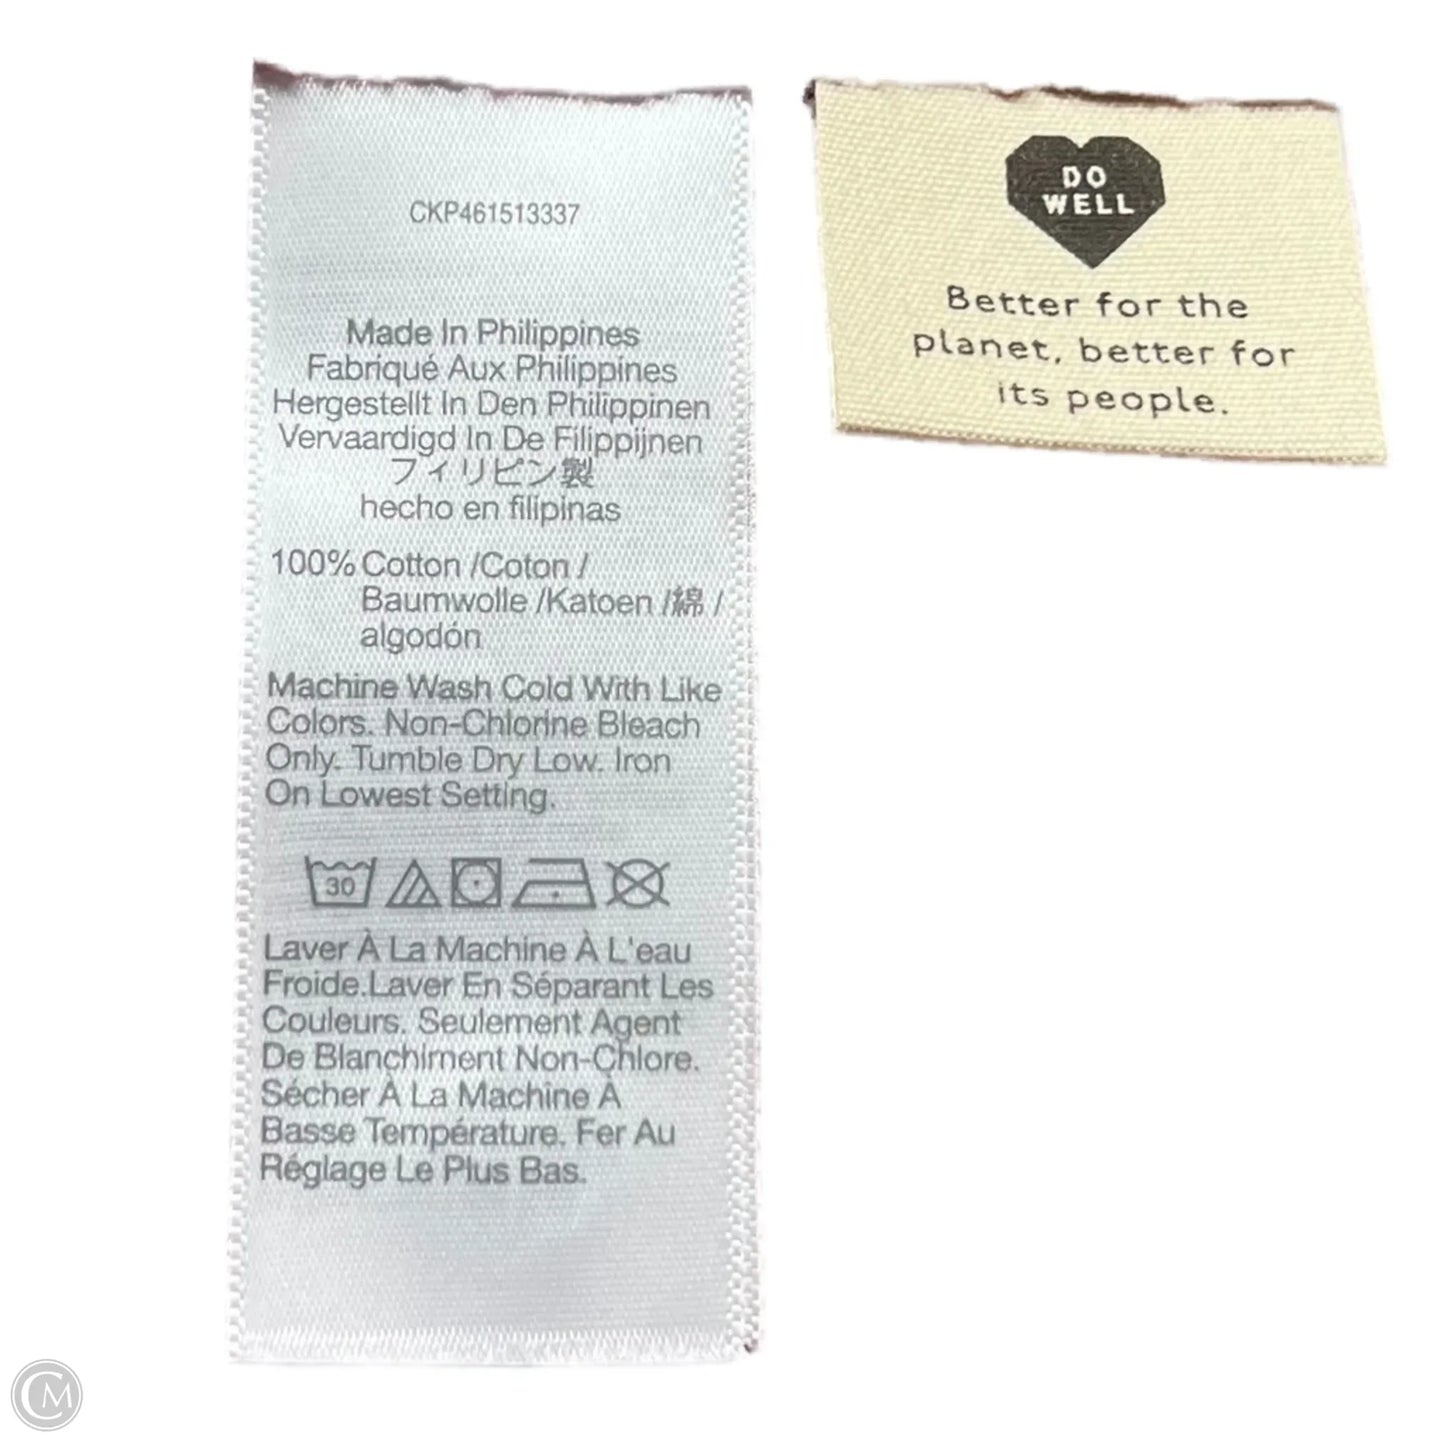 CKP461513337
Made In Philippines
Fabriqué Aux Philippines
Hergestellt In Den Philippinen
Vervaardigd In De Filippijnen
フィリピン製
hecho en filipinas
100% Cotton /Coton /
Baumwolle /Katoen /綿 /
algodón
Machine Wash Cold With Like
Colors. Non-Chlorine Bleach
Only. Tumble Dry Low. Iron
On Lowest Setting.
30
Laver À La Machine À L'eau
Froide.Laver En Séparant Les
Couleurs. Seulement Agent
De Blanchiment Non-Chlore.
Sécher À La Machine À
Basse Température. Fer Au
Réglage Le Plus Bas.
DO
WELL
Better for the
planet, better for
its people.
CM